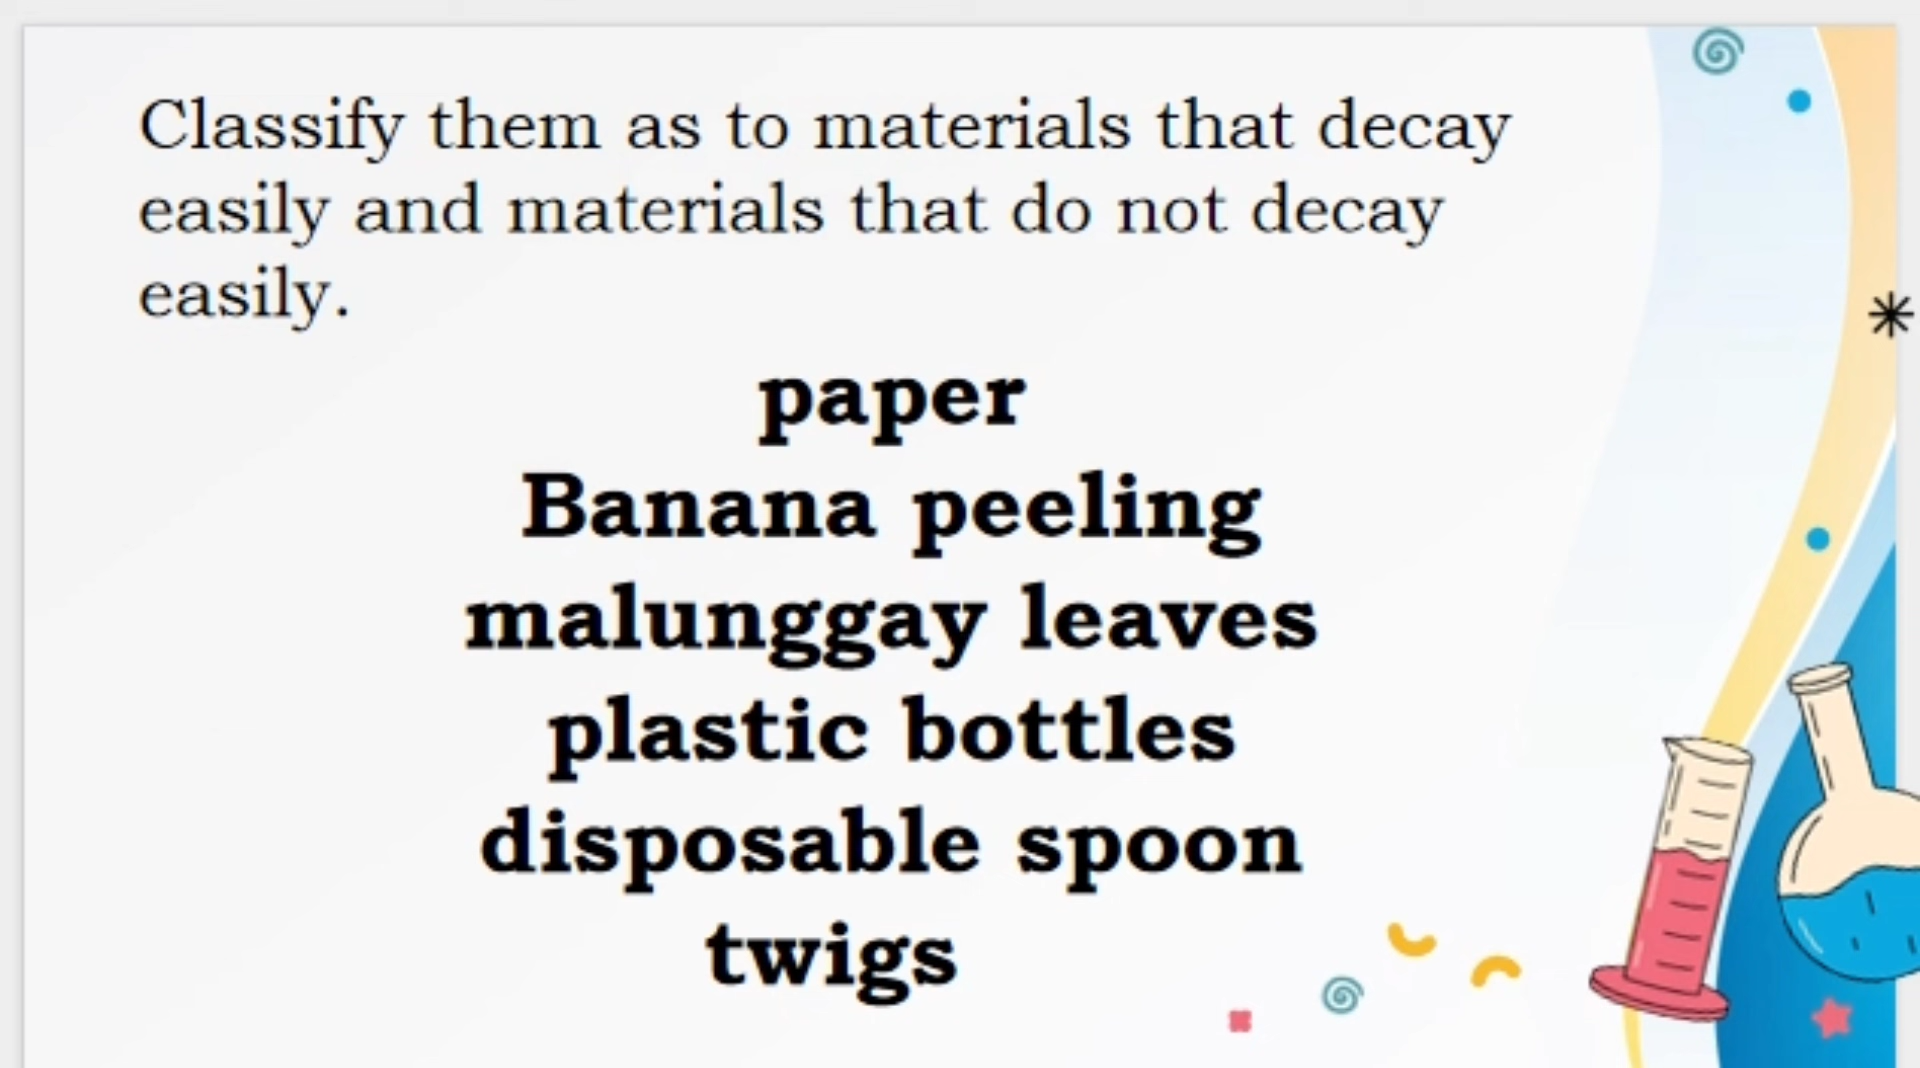 Classify them as to materials that decay
easily and materials that do not decay
easily.
paper
Banana peeling
malunggay leaves
plastic bottles
disposable spoon
twigs